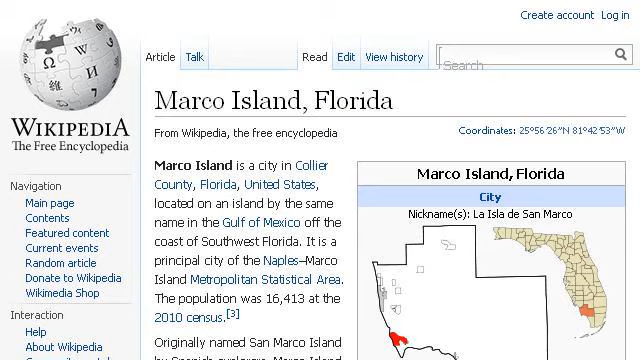 Create account Log in
Article Talk Read Edit View history Search
WIKIPEDIA
The Free Encyclopedia
Marco Island, Florida
From Wikipedia, the free encyclopedia
Coordinates: 25°56′26″N 81°42′53″W
Navigation
Main page
Contents
Featured content
Current events
Random article
Donate to Wikipedia
Wikimedia Shop
Interaction
Help
About Wikipedia
Marco Island is a city in Collier
County, Florida, United States,
located on an island by the same
name in the Gulf of Mexico off the
coast of Southwest Florida. It is a
principal city of the Naples–Marco
Island Metropolitan Statistical Area.
The population was 16,413 at the
2010 census.[3]
Originally named San Marco Island
Marco Island, Florida
City
Nickname(s): La Isla de San Marco